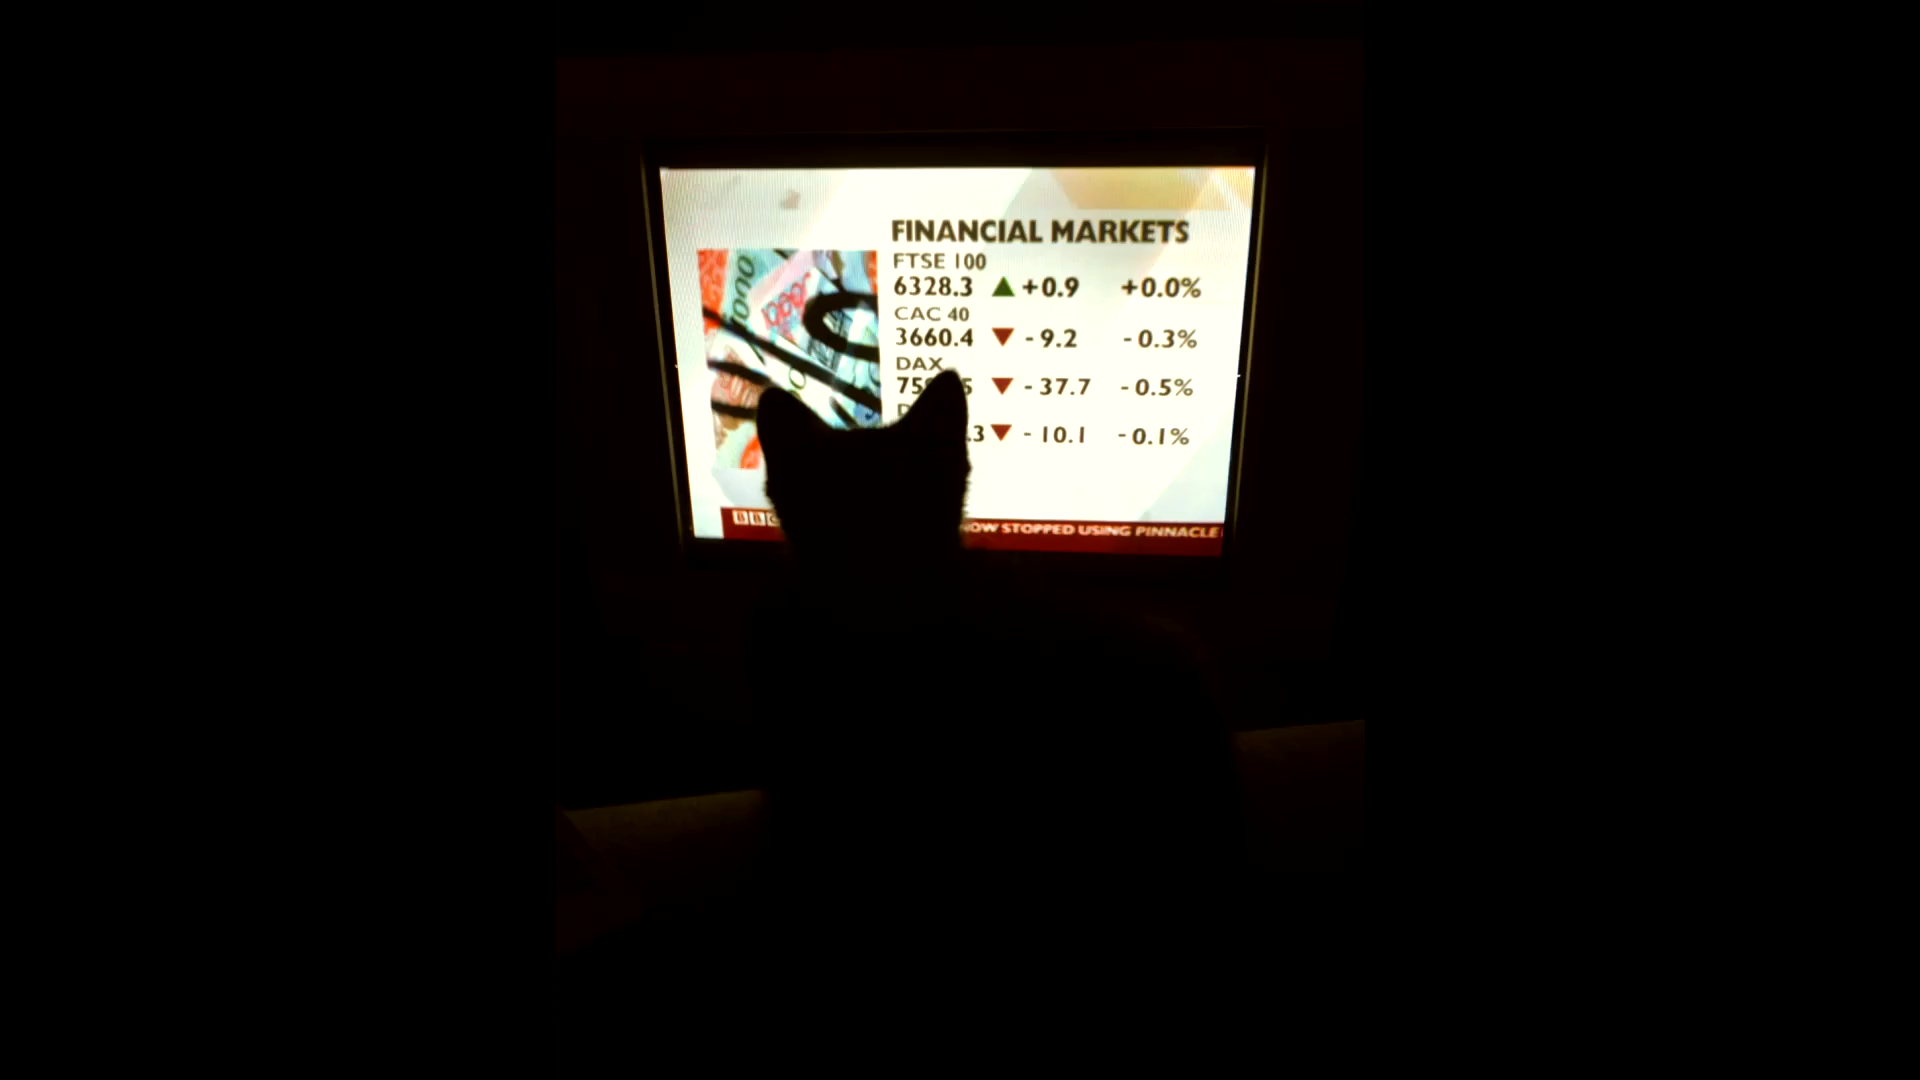 FINANCIAL MARKETS
FTSE 100
6328.3 ▲ +0.9 +0.0%
CAC 40
3660.4 ▼ - 9.2 - 0.3%
DAX
▼ - 37.7 - 0.5%
▼ - 10.1 - 0.1%
STOPPED USING PINNACLE
1000